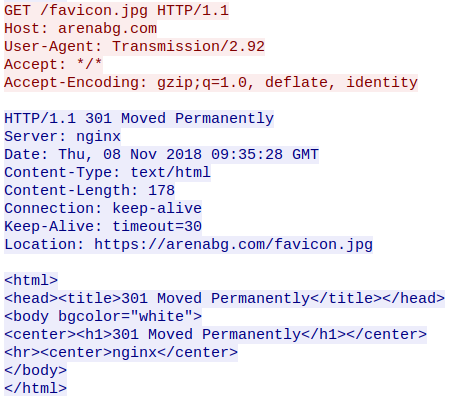 GET /favicon.jpg HTTP/1.1
Host: arenabg.com
User-Agent: Transmission/2.92
Accept: */*
Accept-Encoding: gzip;q=1.0, deflate, identity

HTTP/1.1 301 Moved Permanently
Server: nginx
Date: Thu, 08 Nov 2018 09:35:28 GMT
Content-Type: text/html
Content-Length: 178
Connection: keep-alive
Keep-Alive: timeout=30
Location: https://arenabg.com/favicon.jpg

<html>
<head><title>301 Moved Permanently</title></head>
<body bgcolor="white">
<center><h1>301 Moved Permanently</h1></center>
<hr><center>nginx</center>
</body>
</html>